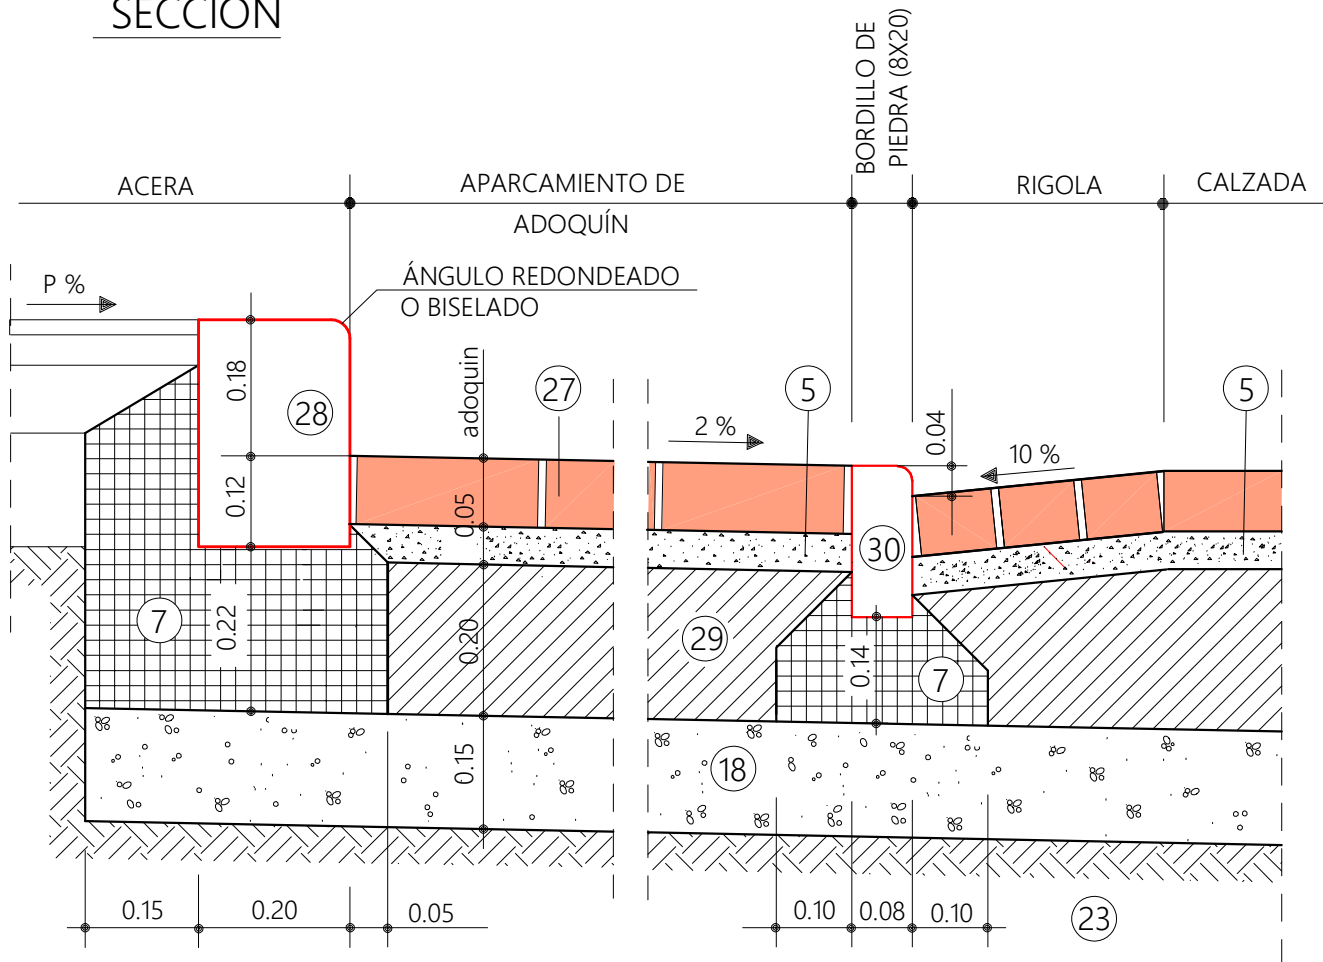 SECCIÓN
BORDILLO DE
PIEDRA (8X20)
ACERA
APARCAMIENTO DE
ADOQUÍN
RIGOLA
CALZADA
P %
ÁNGULO REDONDEADO
O BISELADO
0.18
28
adoquin
27
5
5
2 %
0.04
10 %
0.12
0.05
30
7
0.22
0.20
29
0.14
7
0.15
18
0.15
0.20
0.05
0.10
0.08
0.10
23